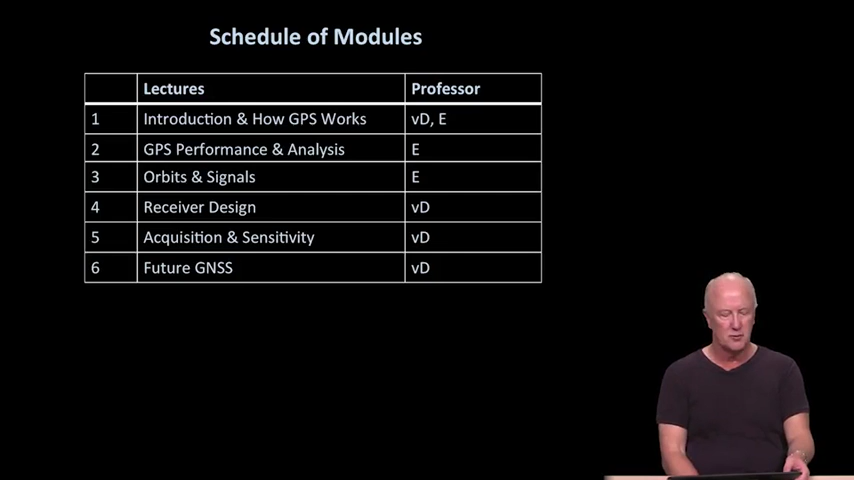 Schedule of Modules
Lectures Professor
1 Introduction & How GPS Works vD, E
2 GPS Performance & Analysis E
3 Orbits & Signals E
4 Receiver Design vD
5 Acquisition & Sensitivity vD
6 Future GNSS vD